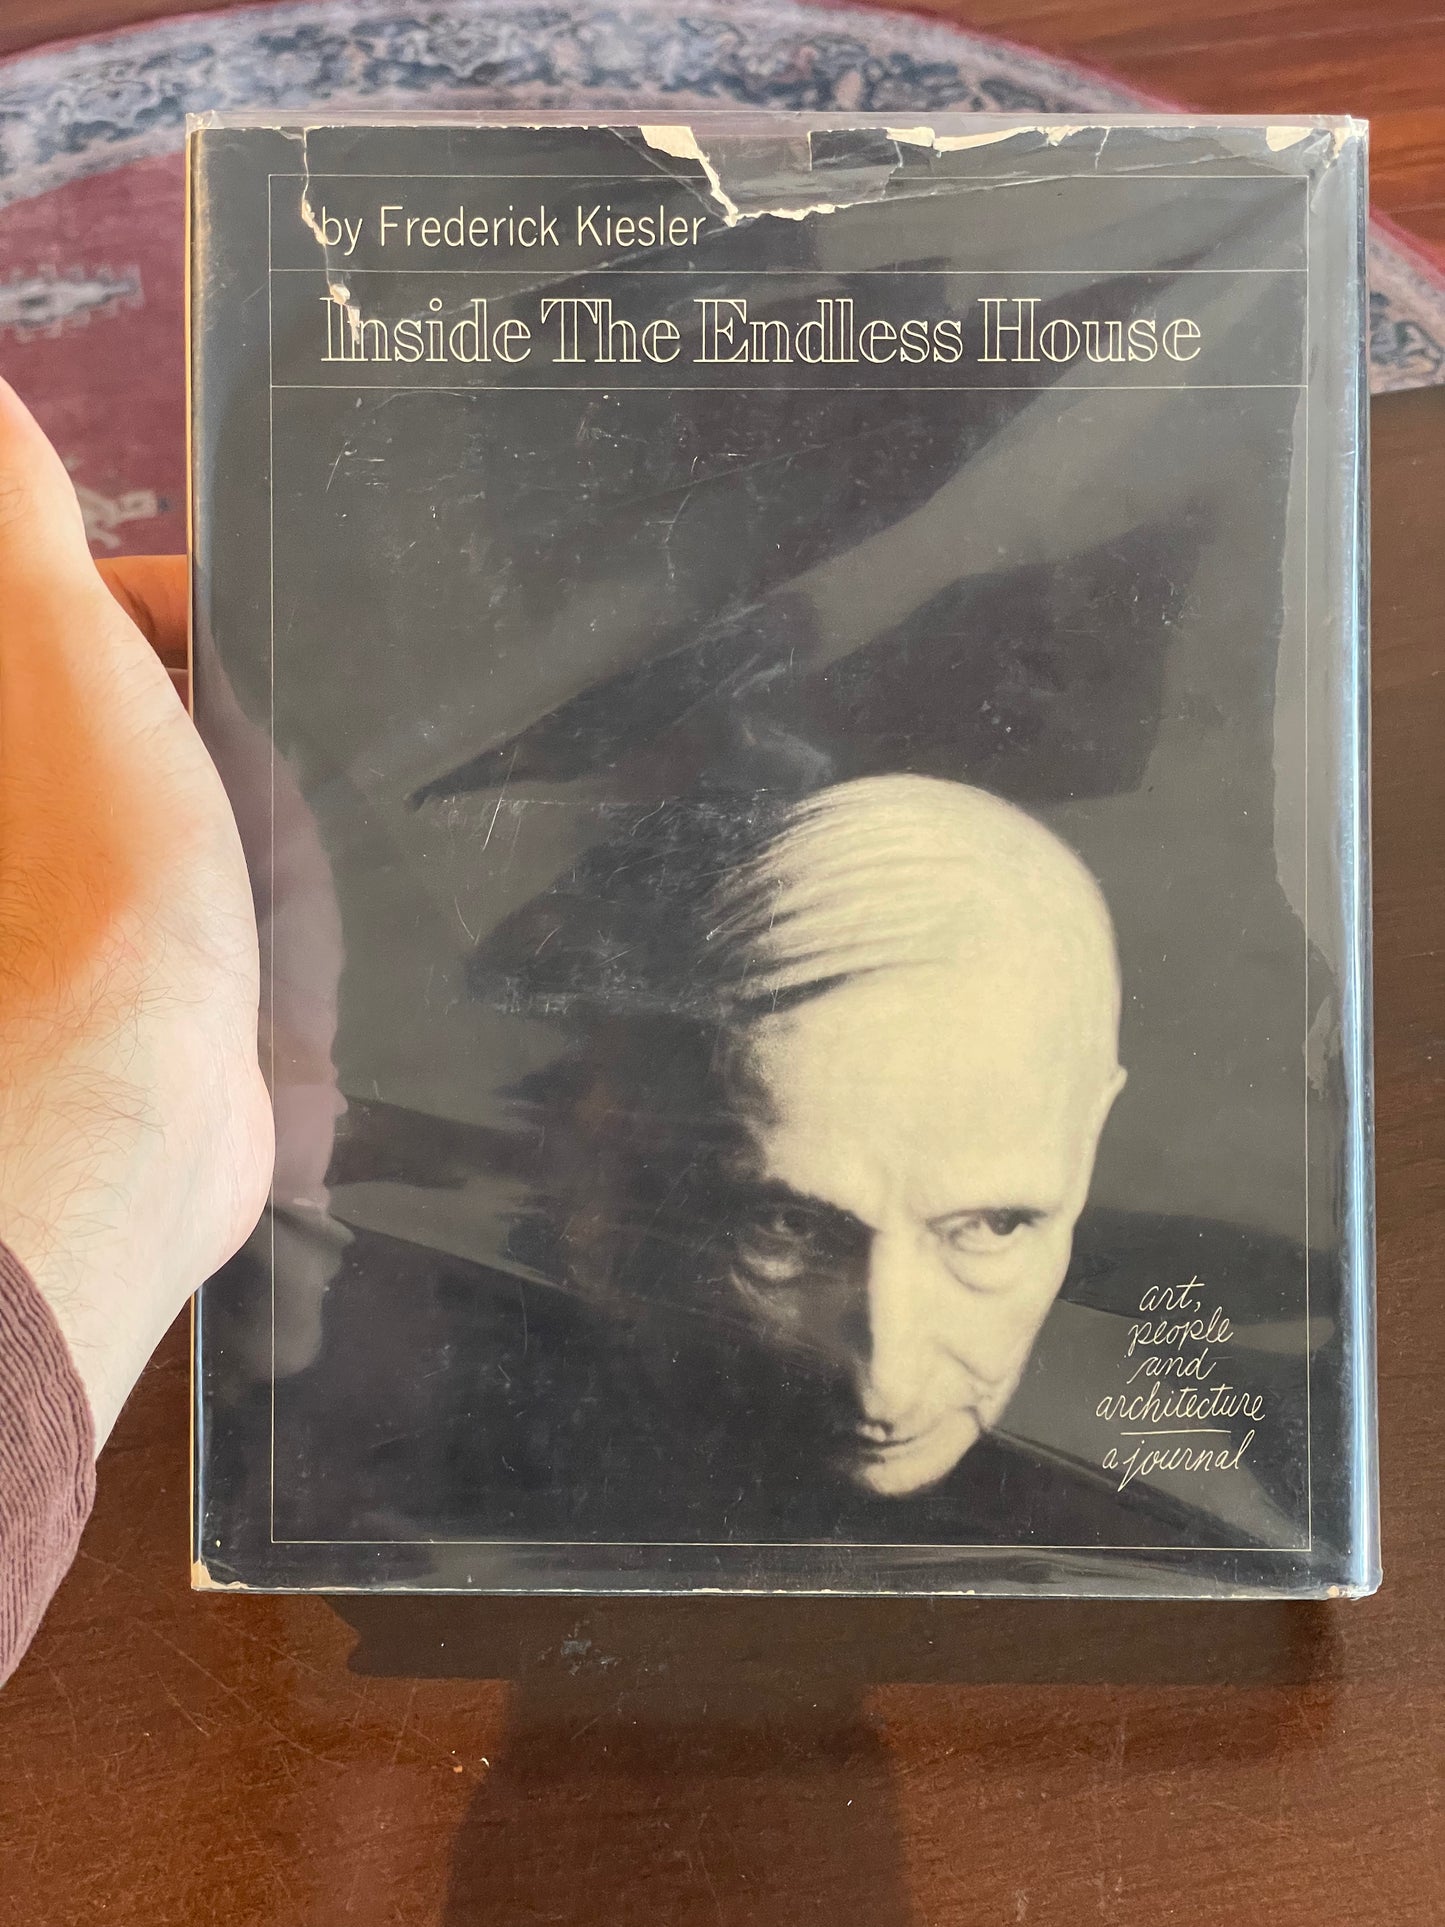 by Frederick Kiesler
Inside The Endless House
art,
people
and
architecture
a journal